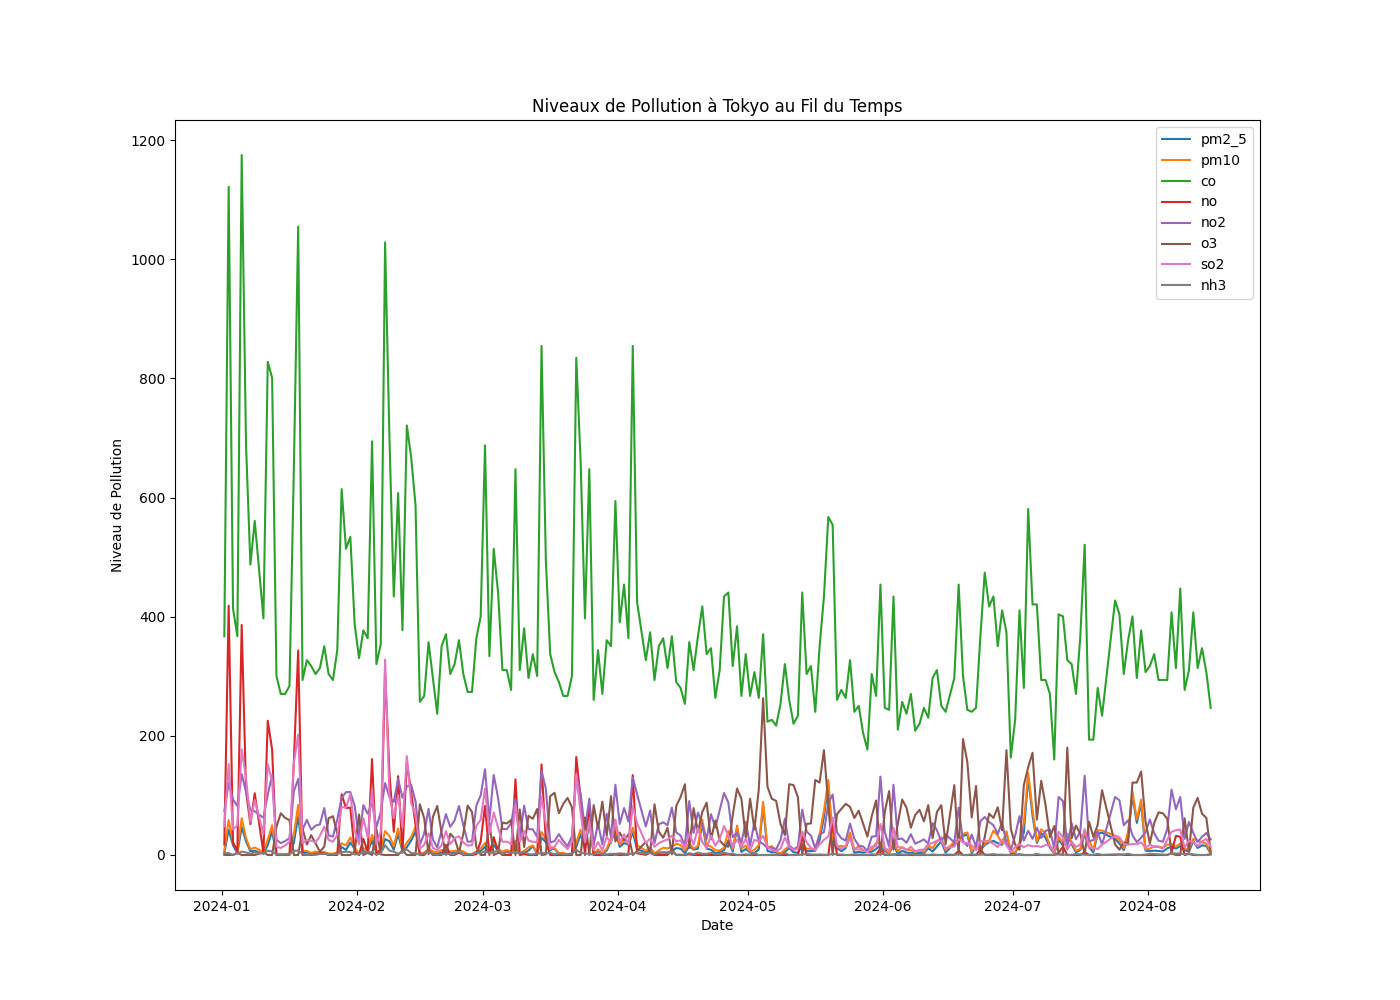 Niveaux de Pollution à Tokyo au Fil du Temps
1200
1000
800
600
400
200
0
Niveau de Pollution
pm2_5
pm10
co
no
no2
o3
so2
nh3
2024-01
2024-02
2024-03
2024-04
2024-05
2024-06
2024-07
2024-08
Date